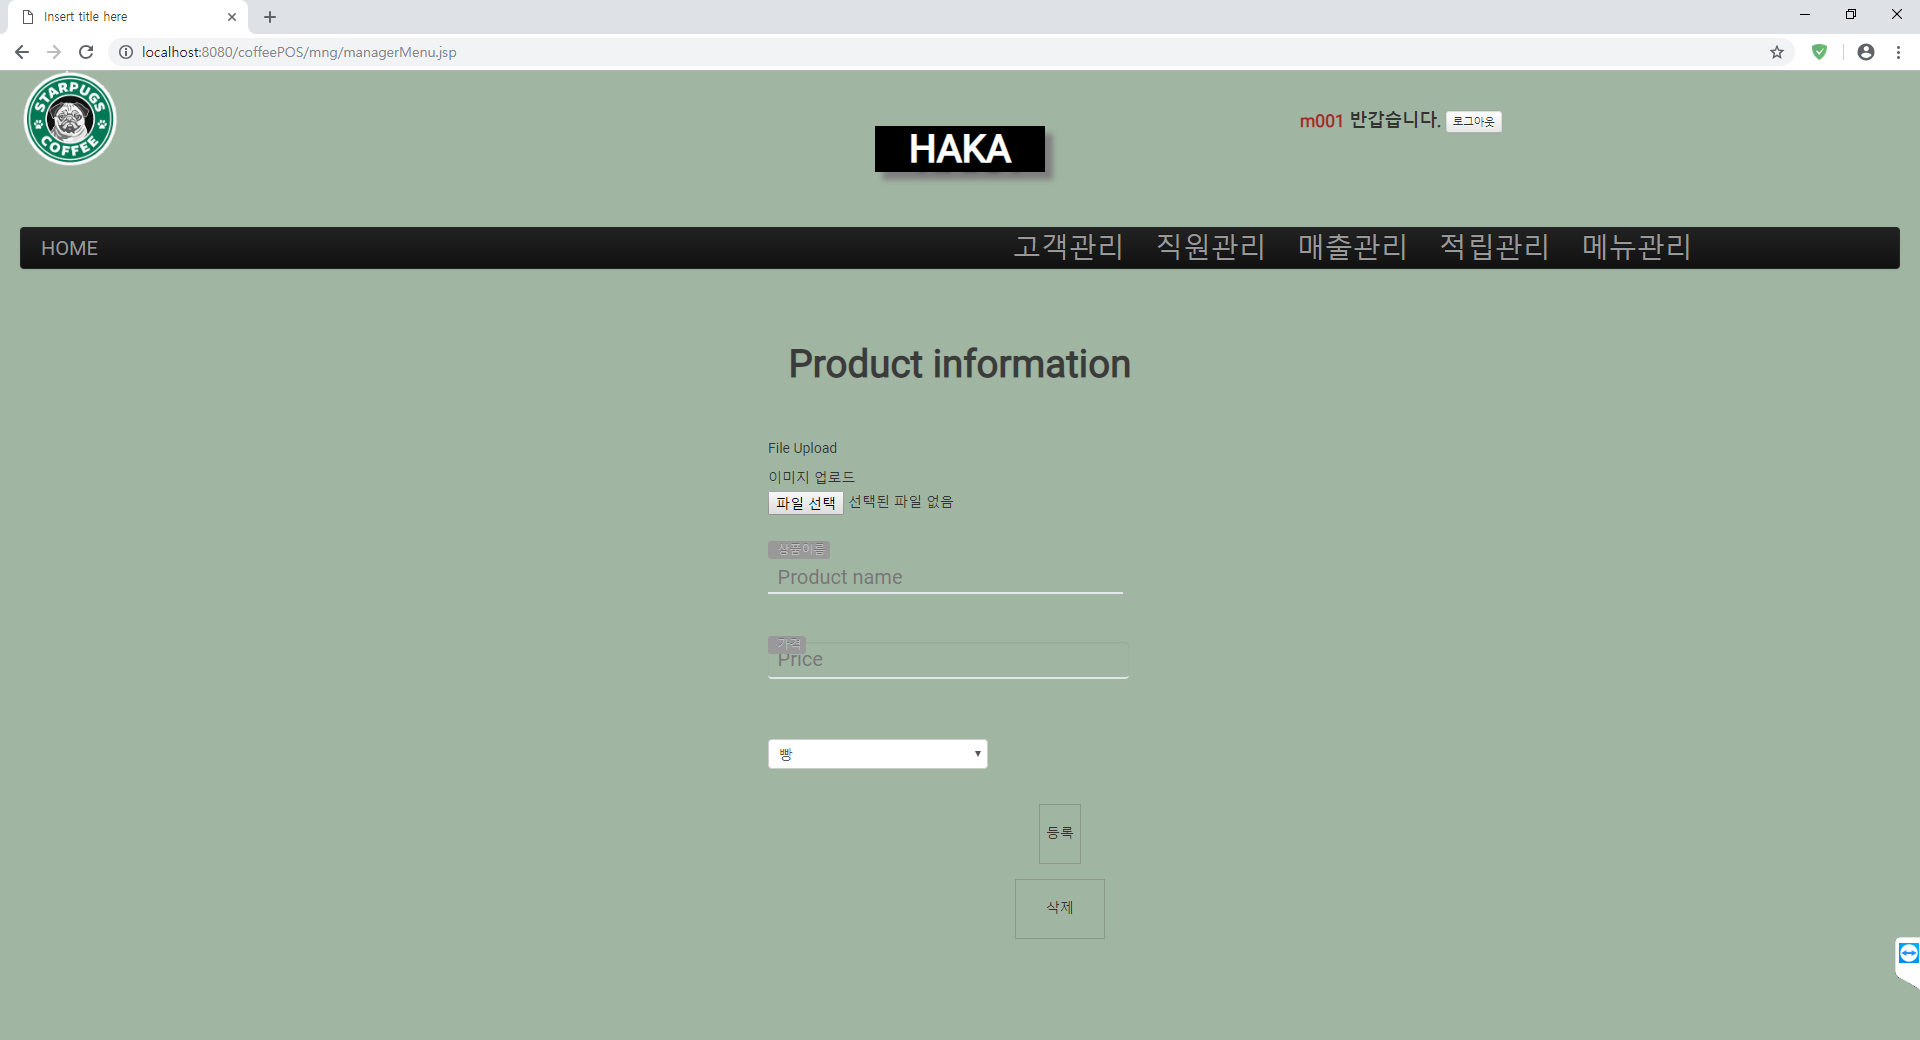 Insert title here
localhost:8080/coffeePOS/mng/managerMenu.jsp
STARPUGS
COFFEE
m001 반갑습니다. 로그아웃
HAKA
HOME 고객관리 직원관리 매출관리 적립관리 메뉴관리
Product information
File Upload
이미지 업로드
파일 선택 선택된 파일 없음
상품이름
Product name
가격
Price
빵
등록
삭제